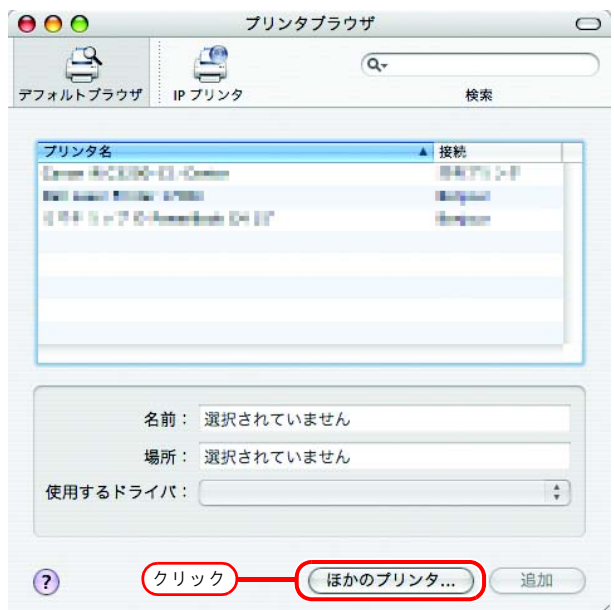 プリンタブラウザ
デフォルトブラウザ
IP プリンタ
検索
プリンタ名 接続
名前： 選択されていません
場所： 選択されていません
使用するドライバ：
? クリック ほかのプリンタ... 追加